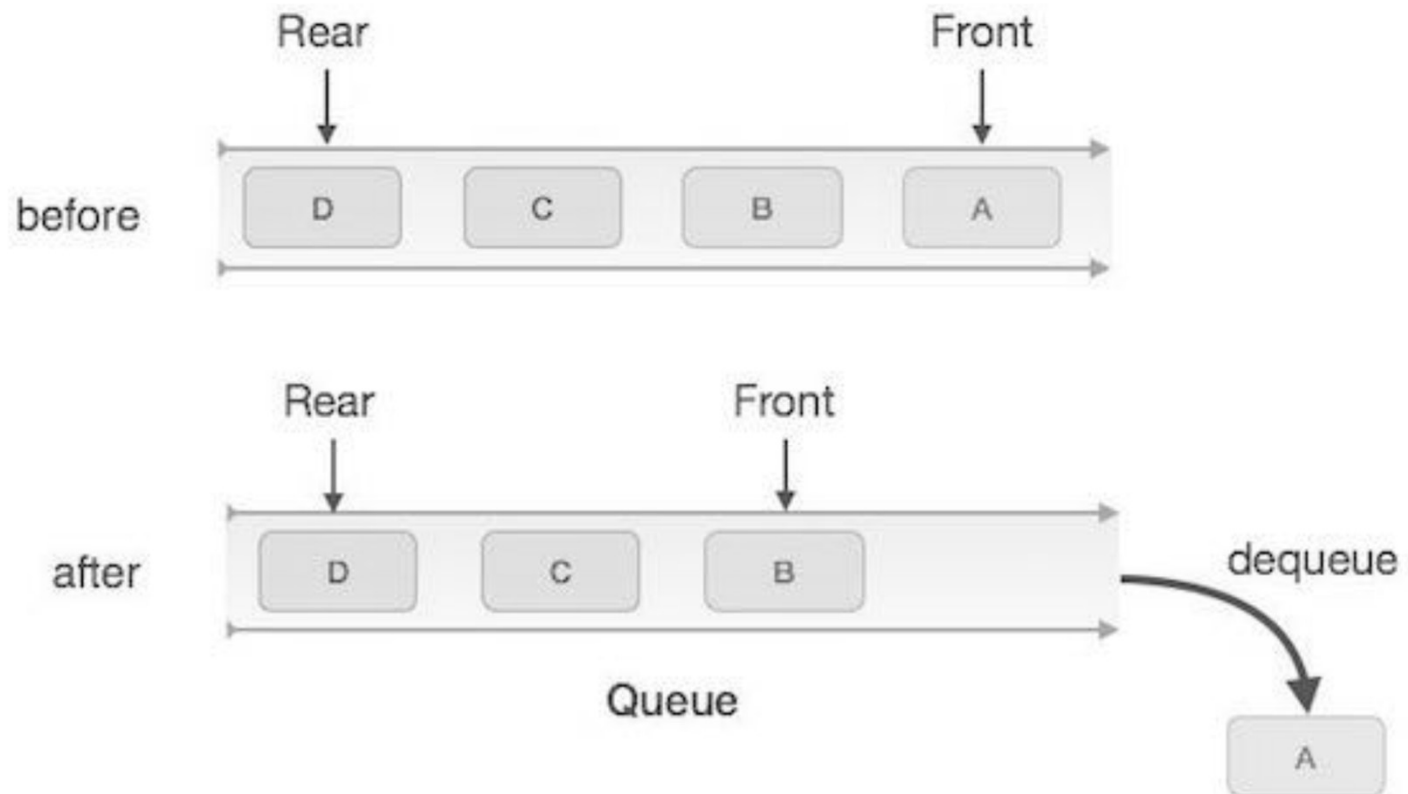 Rear Front
before D C B A
Rear Front
after D C B dequeue
Queue
A